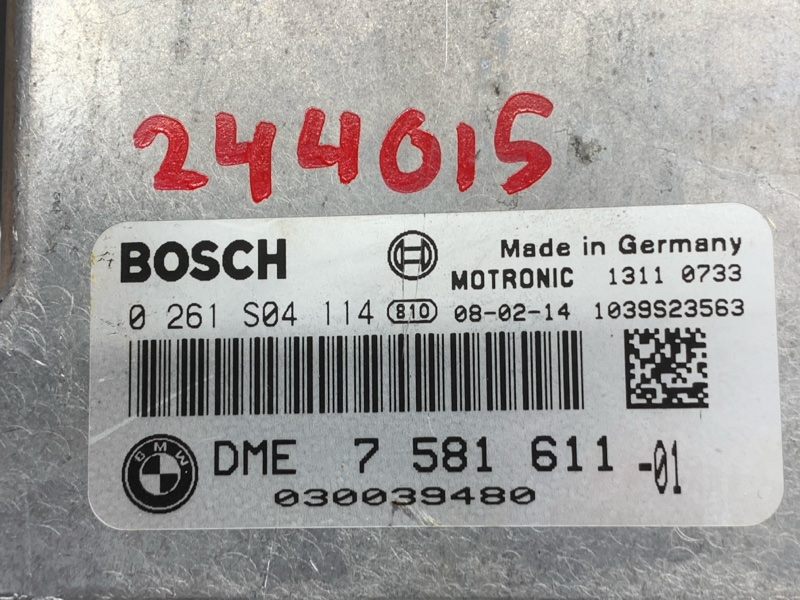 244015
BOSCH
Made in Germany
MOTRONIC 1311 0733
0 261 S04 114 810 08-02-14 1039S23563
BMW
DME 7 581 611 -01
030039480